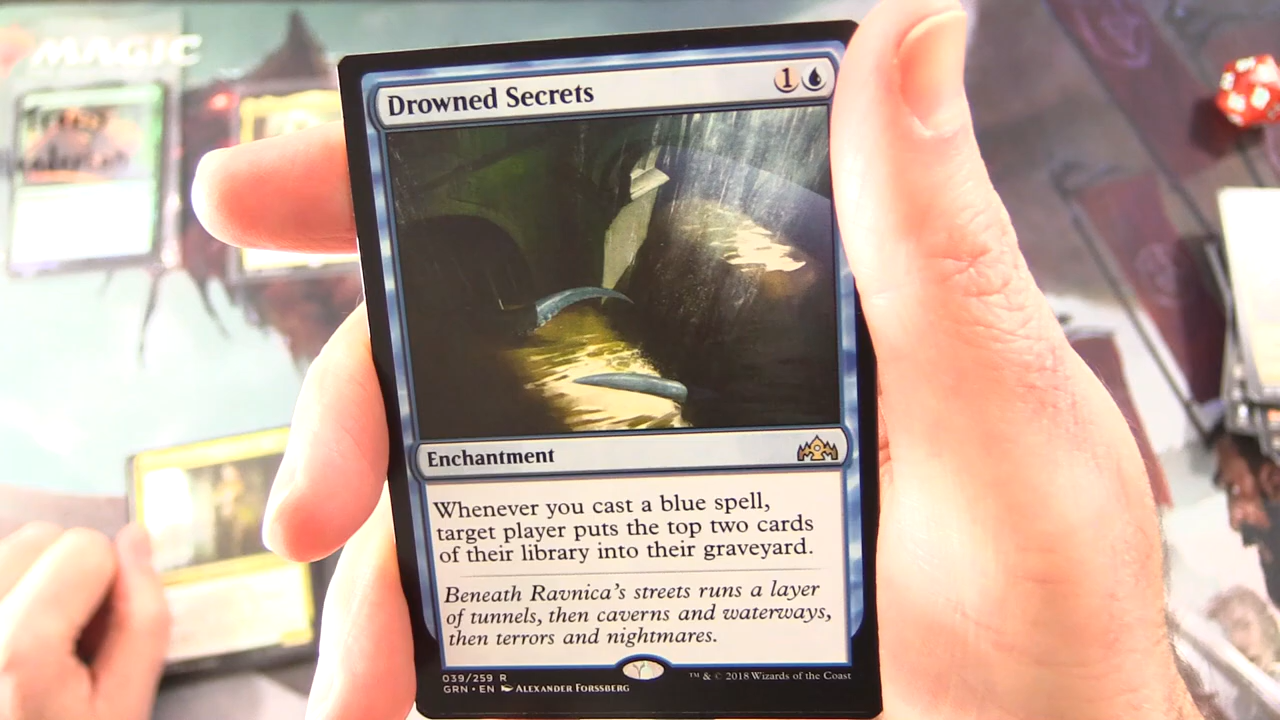 MAGIC
Drowned Secrets
1
Enchantment
Whenever you cast a blue spell,
target player puts the top two cards
of their library into their graveyard.
Beneath Ravnica's streets runs a layer
of tunnels, then caverns and waterways,
then terrors and nightmares.
039/259 R
GRN • EN ALEXANDER FORSSBERG
™ & © 2018 Wizards of the Coast